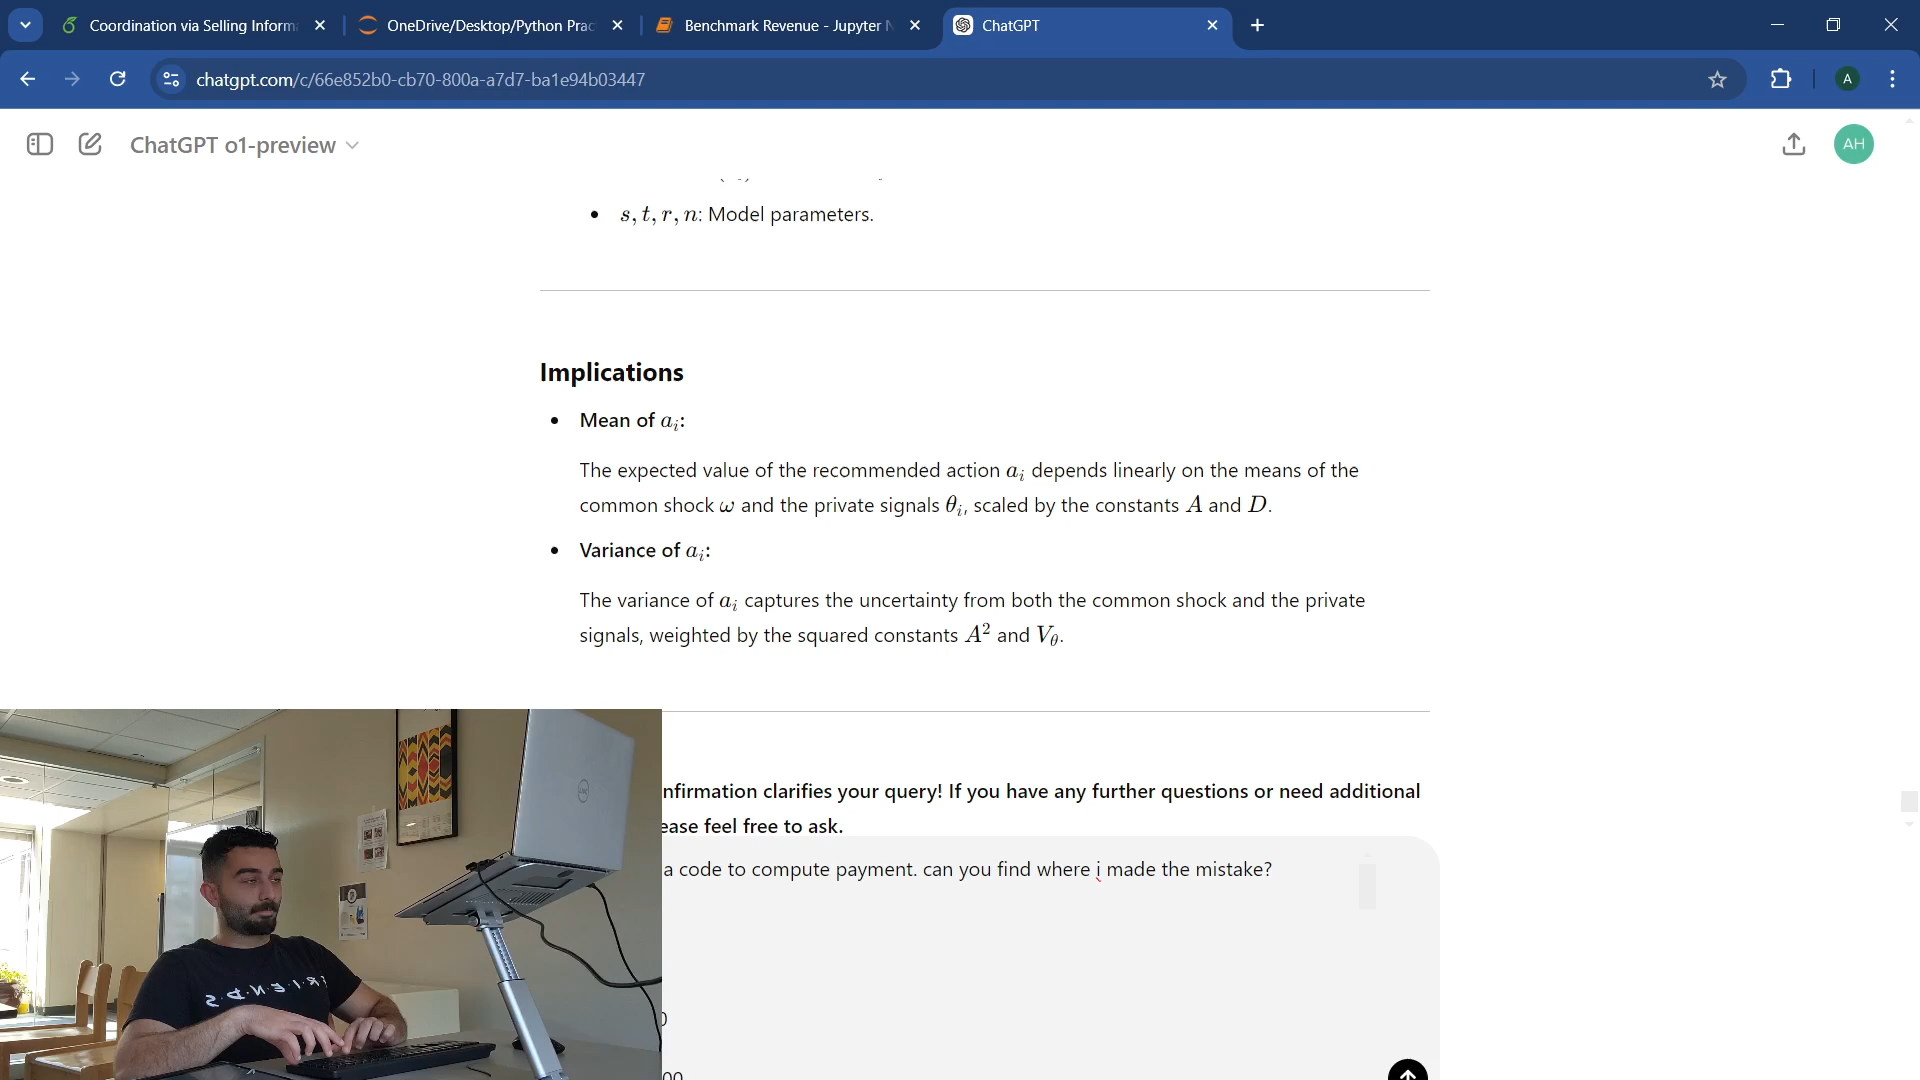 Coordination via Selling Inform
OneDrive/Desktop/Python Prac
Benchmark Revenue - Jupyter N
ChatGPT
chatgpt.com/c/66e852b0-cb70-800a-a7d7-ba1e94b03447
A
ChatGPT o1-preview
AH
s, t, r, n: Model parameters.
Implications
Mean of aᵢ:
The expected value of the recommended action aᵢ depends linearly on the means of the
common shock ω and the private signals θᵢ, scaled by the constants A and D.
Variance of aᵢ:
The variance of aᵢ captures the uncertainty from both the common shock and the private
signals, weighted by the squared constants A² and V_θ.
nfirmation clarifies your query! If you have any further questions or need additional
ease feel free to ask.
a code to compute payment. can you find where i made the mistake?
F·R·I·E·N·D·S